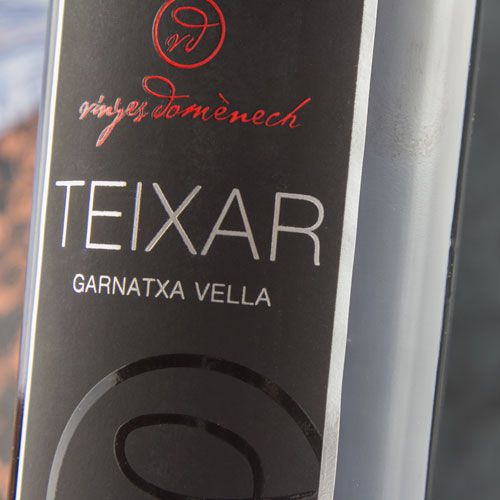 vd
vinyes domènech
TEIXAR
GARNATXA VELLA